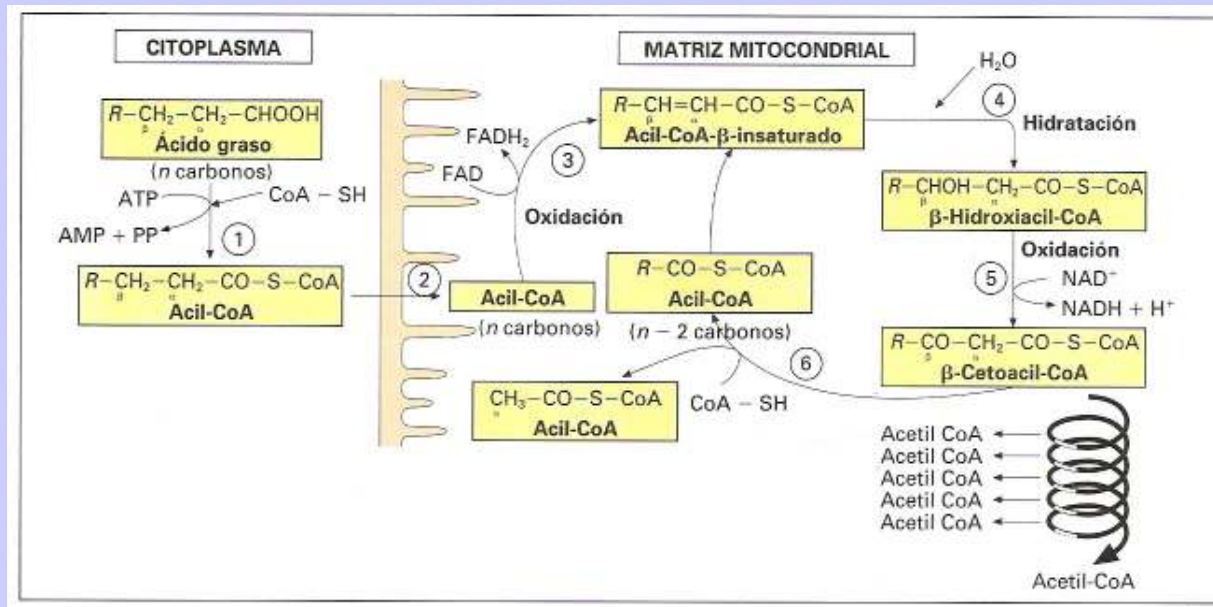 CITOPLASMA
R–CH₂–CH₂–CHOOH
β α
Ácido graso
(n carbonos)
ATP
CoA – SH
AMP + PP
1
R–CH₂–CH₂–CO–S–CoA
β α
Acil-CoA
2
MATRIZ MITOCONDRIAL
Acil-CoA
(n carbonos)
FADH₂
FAD
3
Oxidación
R–CH=CH–CO–S–CoA
β α
Acil-CoA-β-insaturado
H₂O
4
Hidratación
R–CHOH–CH₂–CO–S–CoA
β α
β-Hidroxiacil-CoA
Oxidación
5
NAD⁺
NADH + H⁺
R–CO–CH₂–CO–S–CoA
β α
β-Cetoacil-CoA
6
CoA – SH
R–CO–S–CoA
Acil-CoA
(n – 2 carbonos)
CH₃–CO–S–CoA
α
Acil-CoA
Acetil CoA
Acetil CoA
Acetil CoA
Acetil CoA
Acetil CoA
Acetil-CoA